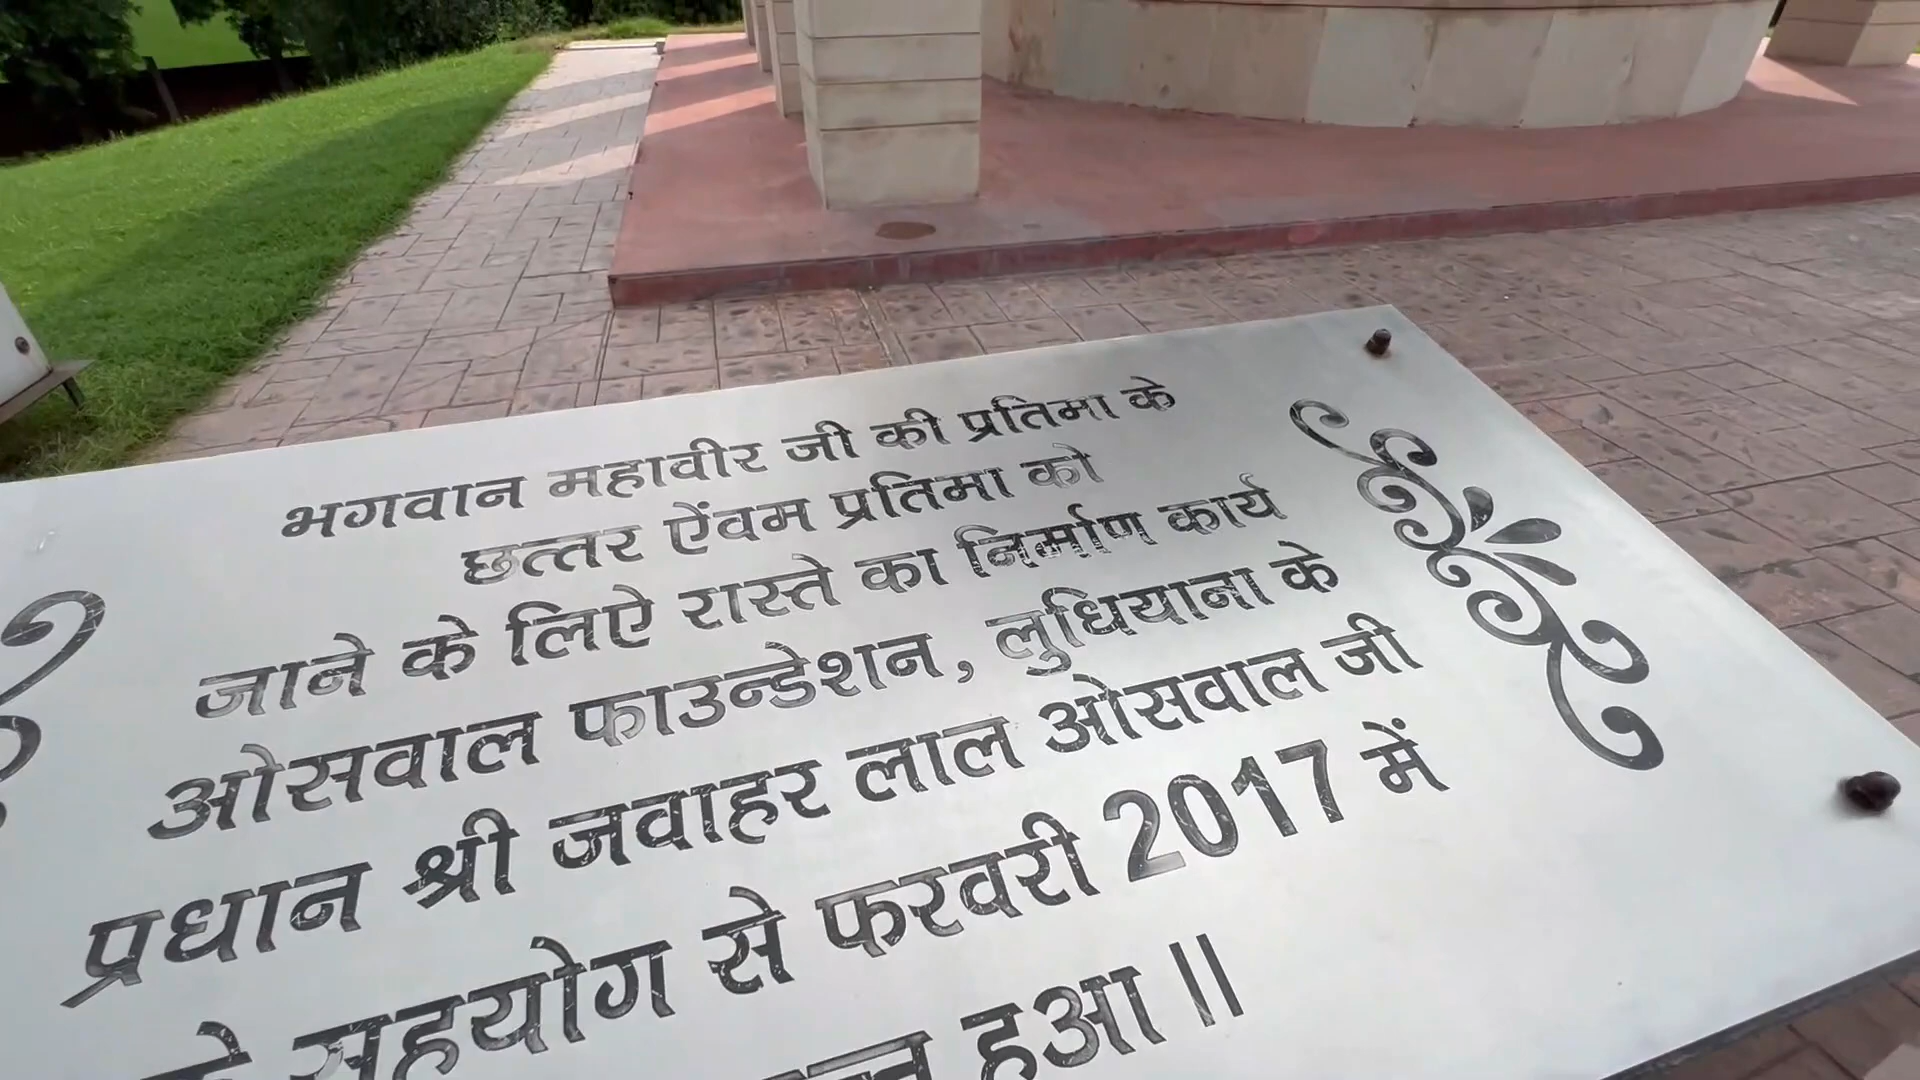 भगवान महावीर जी की प्रतिमा के
छत्तर ऐंवम प्रतिमा को
जाने के लिऐ रास्ते का निर्माण कार्य
ओसवाल फाउन्डेशन, लुधियाना के
प्रधान श्री जवाहर लाल ओसवाल जी
के सहयोग से फरवरी 2017 में
हुआ ॥